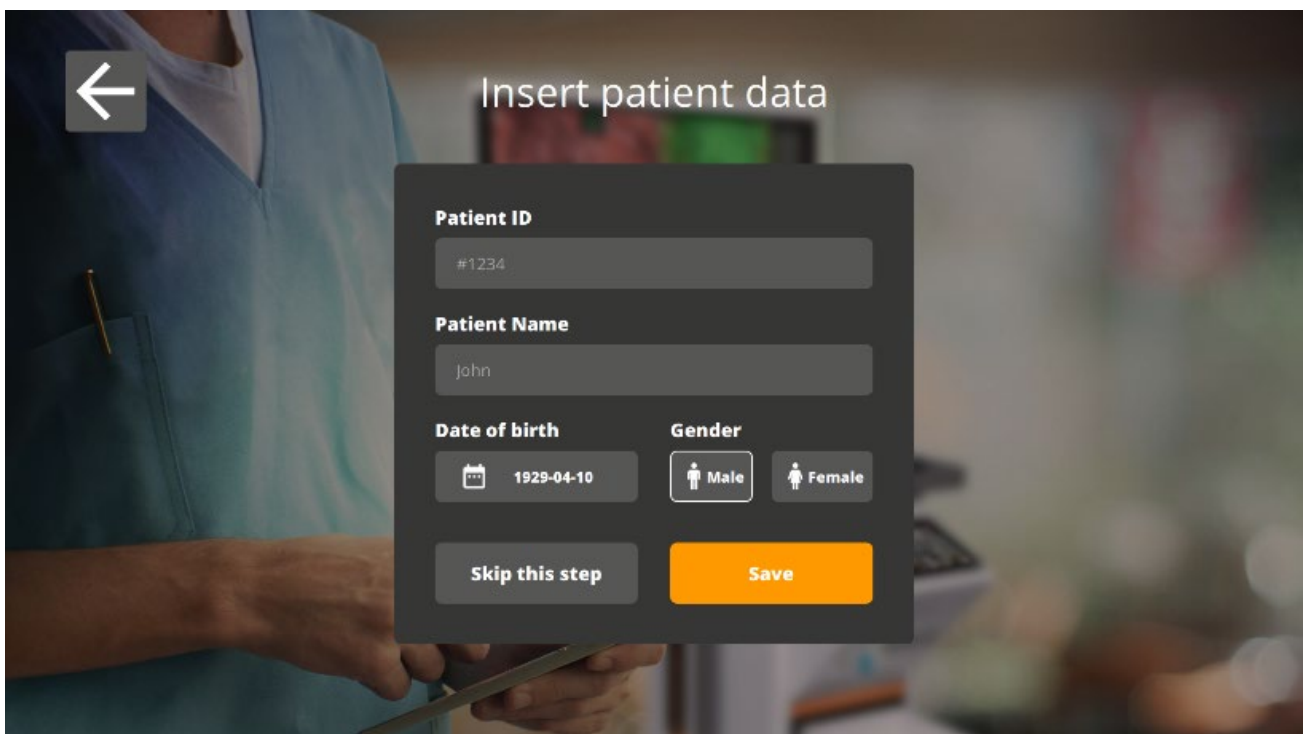 Insert patient data
Patient ID
#1234
Patient Name
John
Date of birth Gender
1929-04-10 Male Female
Skip this step Save